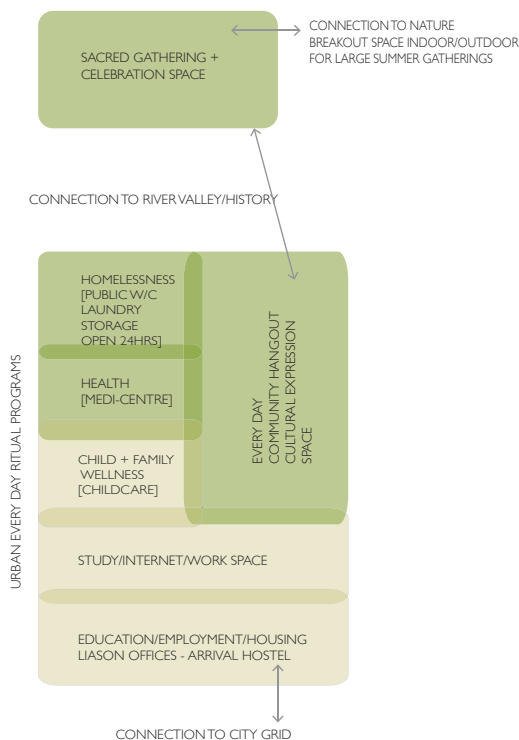 CONNECTION TO NATURE
BREAKOUT SPACE INDOOR/OUTDOOR
FOR LARGE SUMMER GATHERINGS
SACRED GATHERING +
CELEBRATION SPACE
CONNECTION TO RIVER VALLEY/HISTORY
URBAN EVERY DAY RITUAL PROGRAMS
HOMELESSNESS
[PUBLIC W/C
LAUNDRY
STORAGE
OPEN 24HRS]
HEALTH
[MEDI-CENTRE]
CHILD + FAMILY
WELLNESS
[CHILDCARE]
EVERY DAY
COMMUNITY HANGOUT
CULTURAL EXPRESSION
SPACE
STUDY/INTERNET/WORK SPACE
EDUCATION/EMPLOYMENT/HOUSING
LIASON OFFICES - ARRIVAL HOSTEL
CONNECTION TO CITY GRID